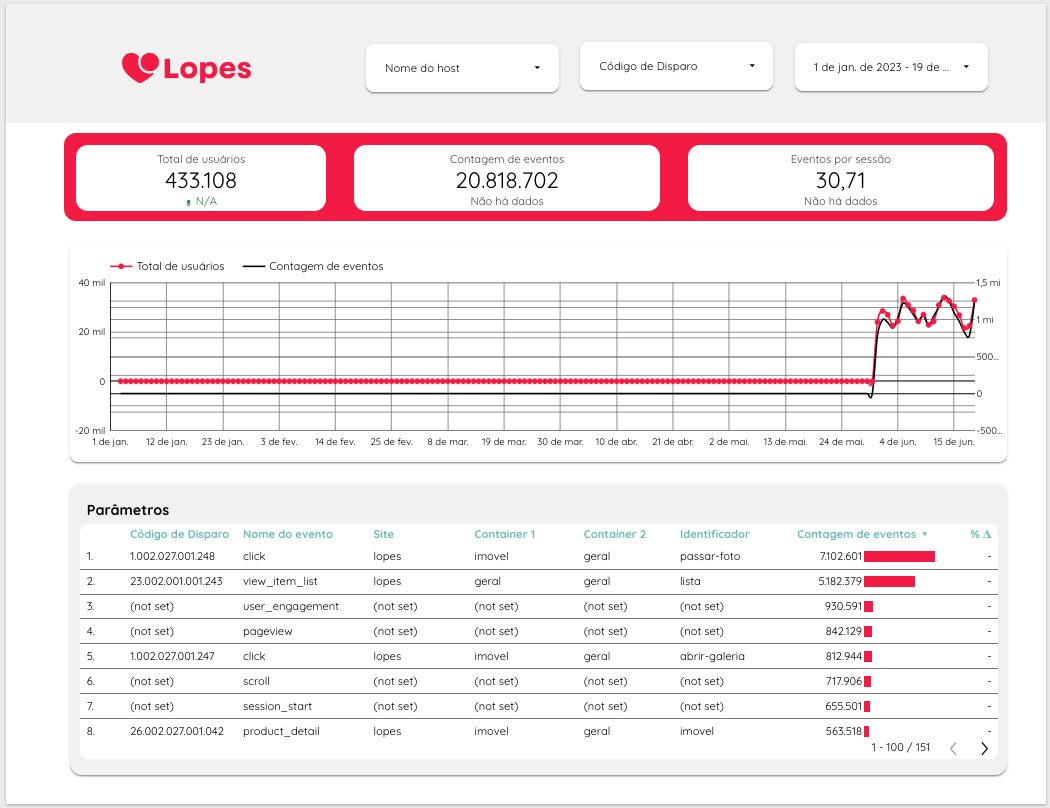 Lopes
Nome do host
Código de Disparo
1 de jan. de 2023 - 19 de ...
Total de usuários
433.108
N/A
Contagem de eventos
20.818.702
Não há dados
Eventos por sessão
30,71
Não há dados
Total de usuários Contagem de eventos
40 mil 1,5 mi
1 mi
20 mil
500...
0 0
-20 mil -500...
1 de jan. 12 de jan. 23 de jan. 3 de fev. 14 de fev. 25 de fev. 8 de mar. 19 de mar. 30 de mar. 10 de abr. 21 de abr. 2 de mai. 13 de mai. 24 de mai. 4 de jun. 15 de jun.
Parâmetros
Código de Disparo Nome do evento Site Container 1 Container 2 Identificador Contagem de eventos % Δ
1. 1.002.027.001.248 click lopes imovel geral passar-foto 7.102.601 -
2. 23.002.001.001.243 view_item_list lopes geral geral lista 5.182.379 -
3. (not set) user_engagement (not set) (not set) (not set) (not set) 930.591 -
4. (not set) pageview (not set) (not set) (not set) (not set) 842.129 -
5. 1.002.027.001.247 click lopes imovel geral abrir-galeria 812.944 -
6. (not set) scroll (not set) (not set) (not set) (not set) 717.906 -
7. (not set) session_start (not set) (not set) (not set) (not set) 655.501 -
8. 26.002.027.001.042 product_detail lopes imovel geral imovel 563.518 -
1 - 100 / 151